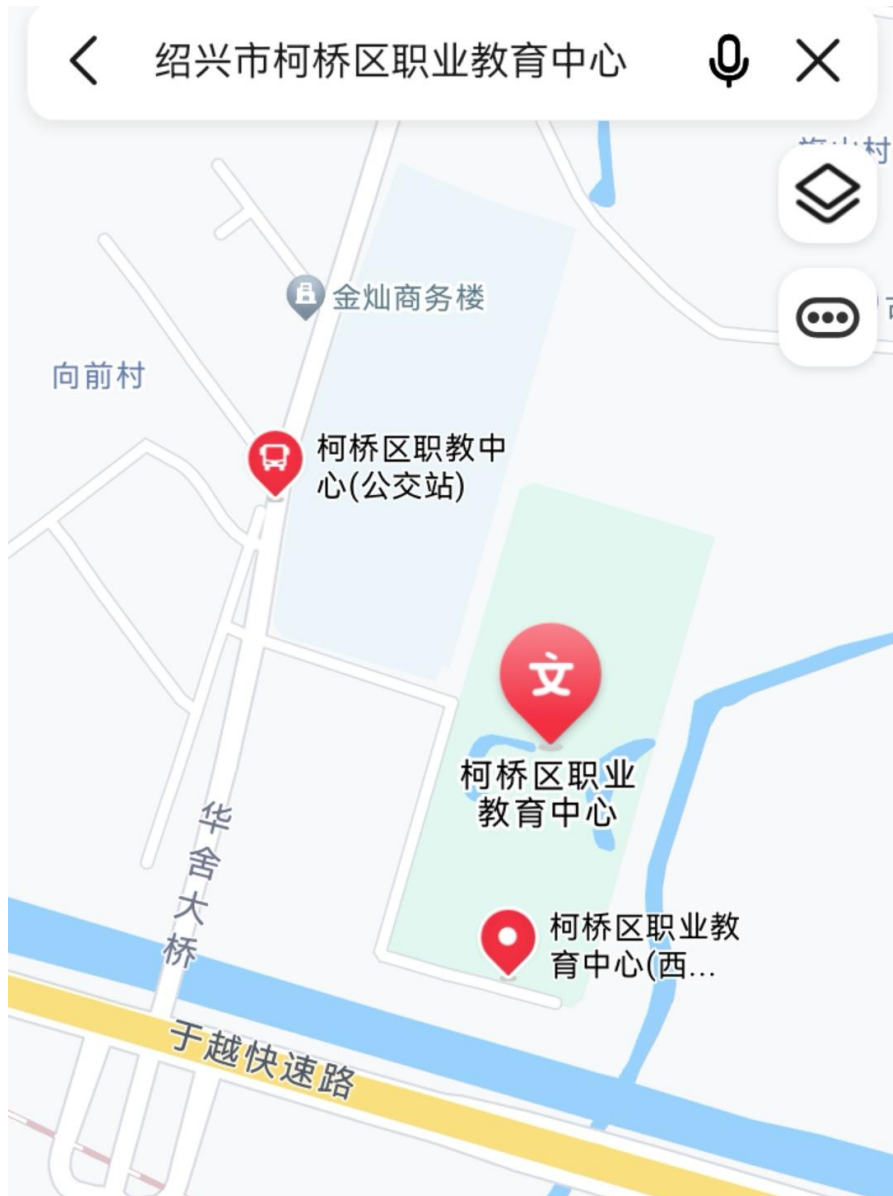 绍兴市柯桥区职业教育中心
金灿商务楼
向前村
柯桥区职教中
心(公交站)
文
柯桥区职业
教育中心
华舍大桥
柯桥区职业教
育中心(西...
于越快速路